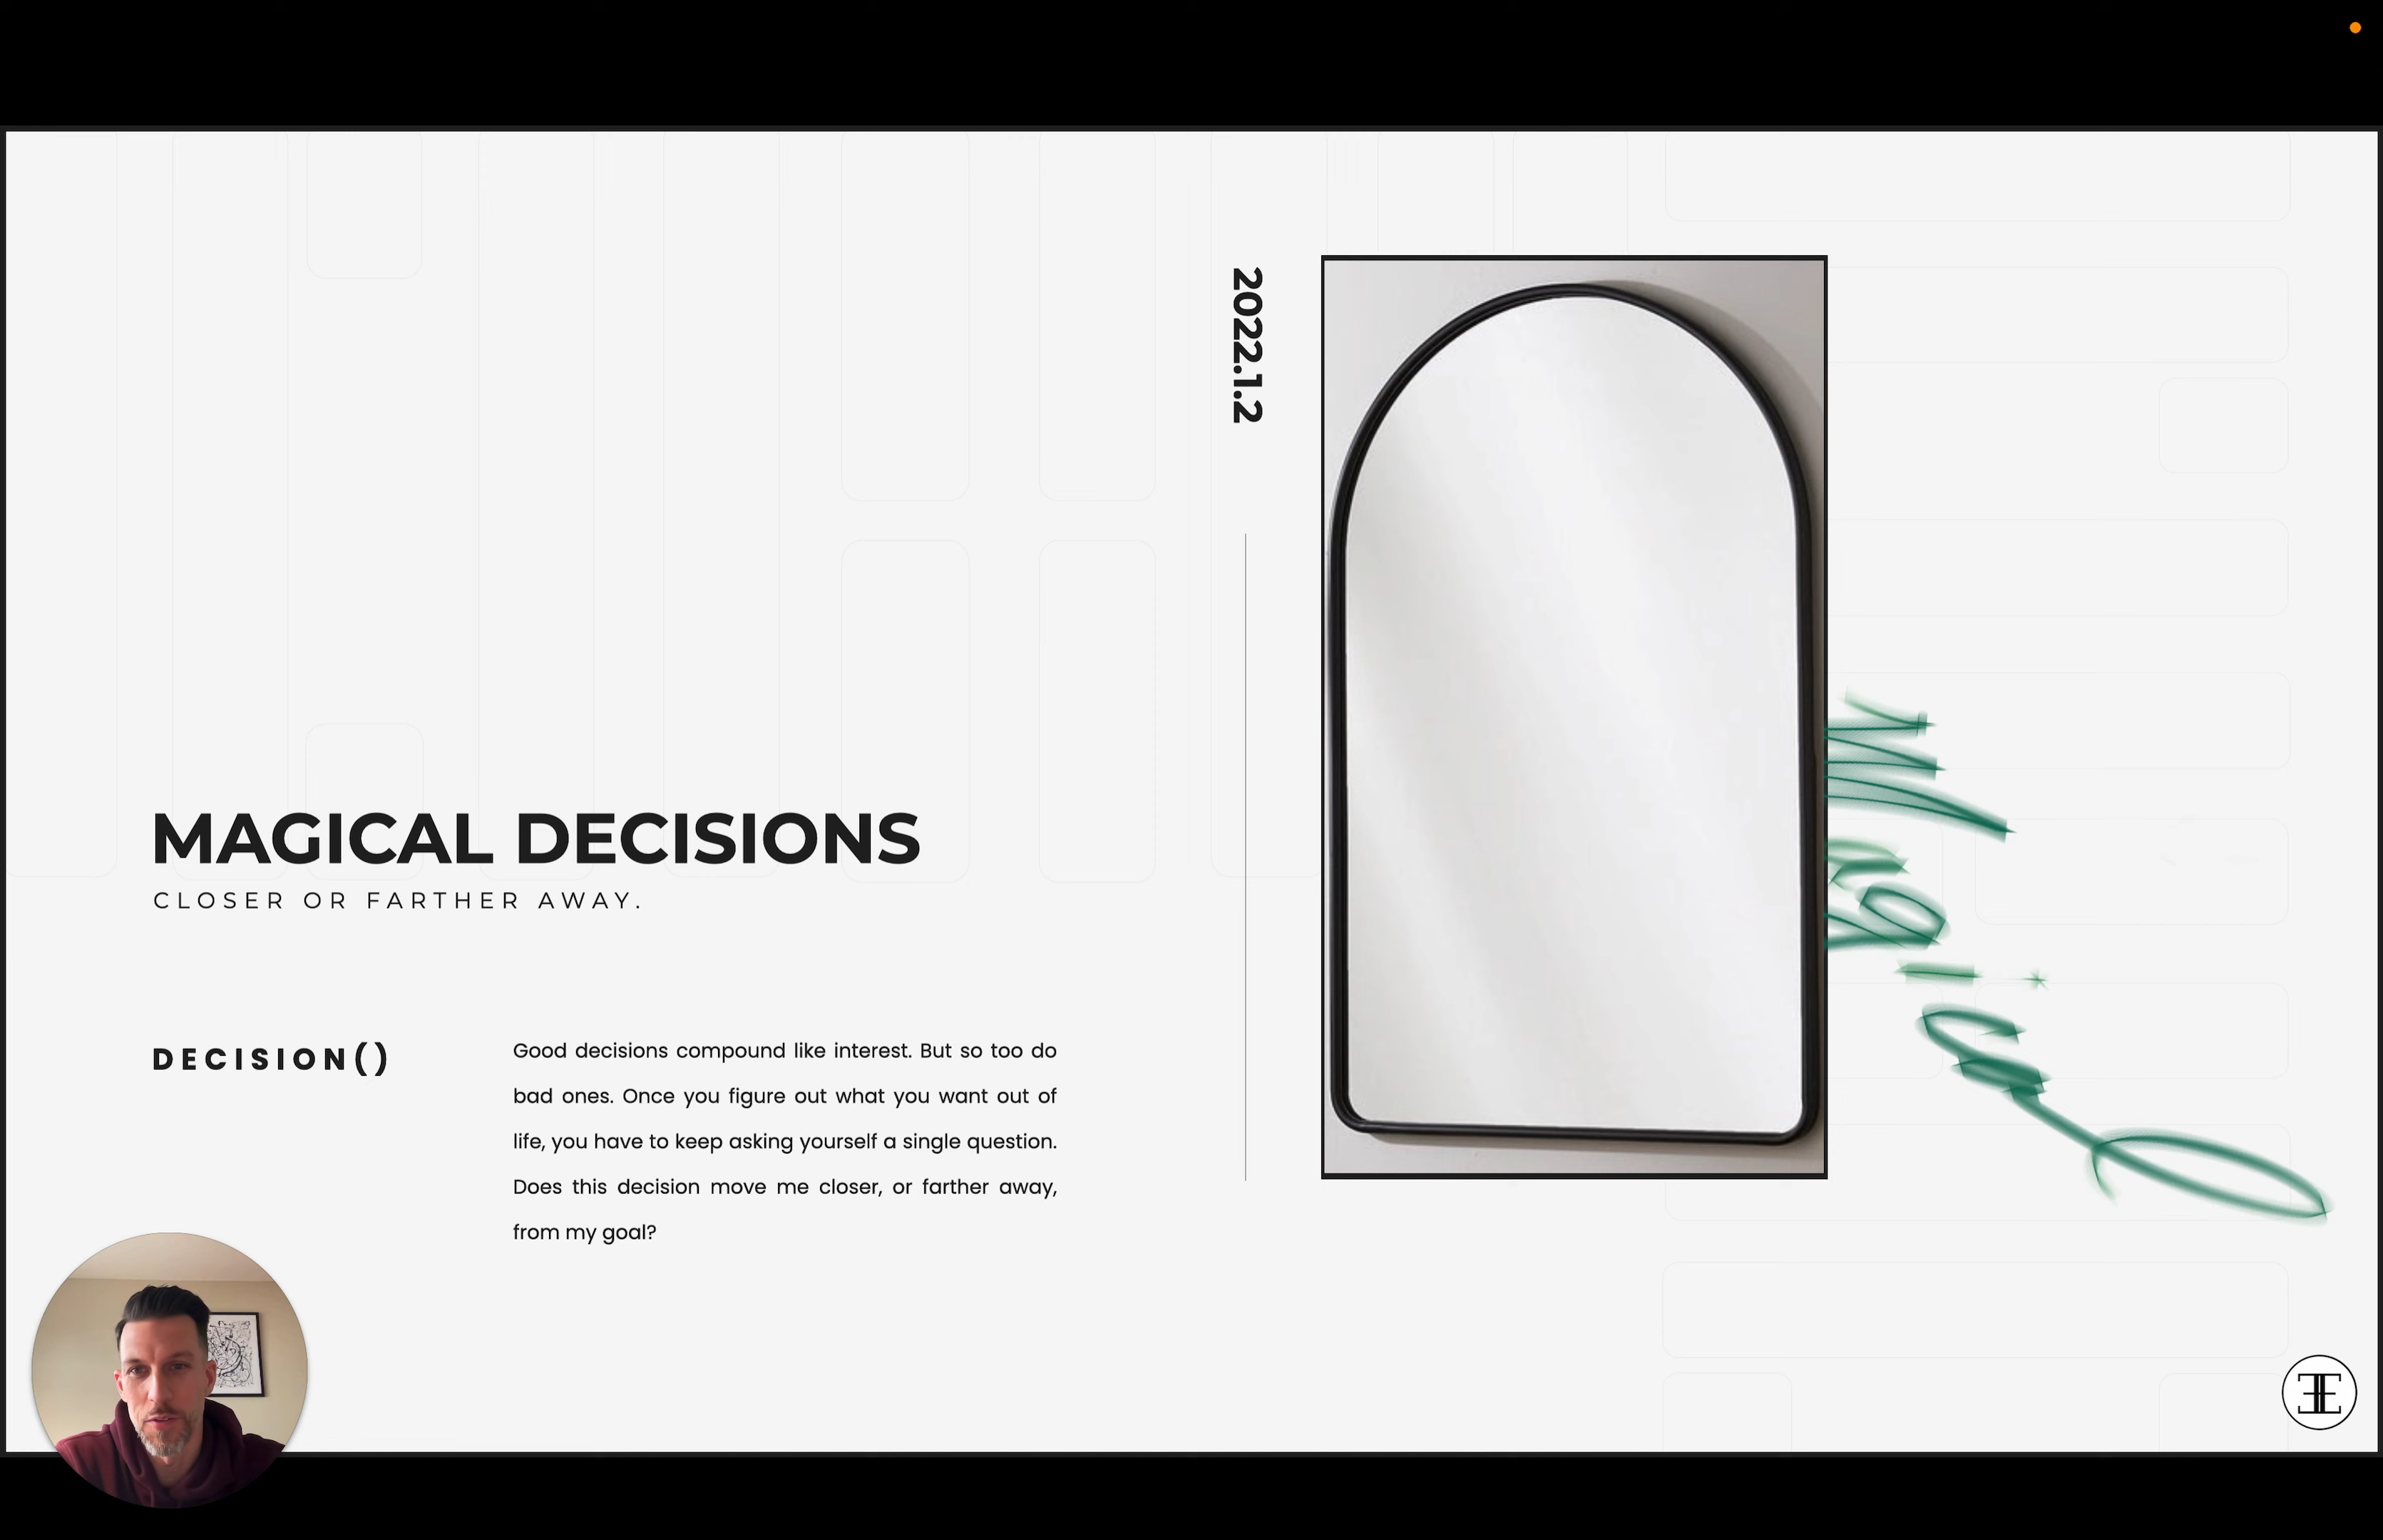 2022.1.2
MAGICAL DECISIONS
CLOSER OR FARTHER AWAY.
DECISION()
Good decisions compound like interest. But so too do
bad ones. Once you figure out what you want out of
life, you have to keep asking yourself a single question.
Does this decision move me closer, or farther away,
from my goal?